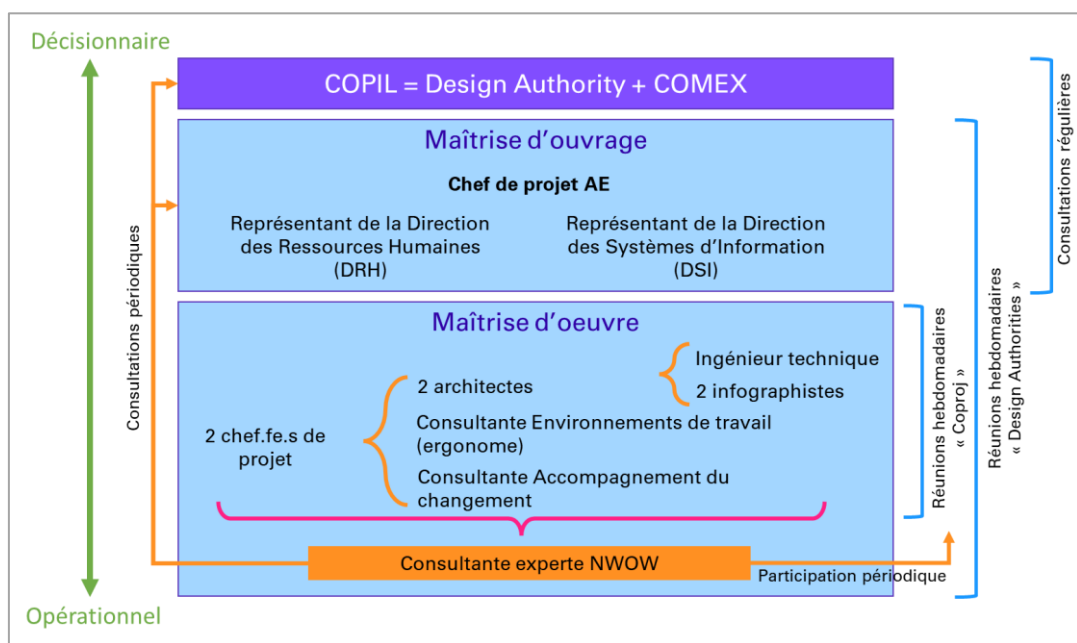 Décisionnaire
COPIL = Design Authority + COMEX
Maîtrise d'ouvrage
Chef de projet AE
Représentant de la Direction
des Ressources Humaines
(DRH)
Représentant de la Direction
des Systèmes d'Information
(DSI)
Maîtrise d'oeuvre
2 chef.fe.s de
projet
2 architectes
Ingénieur technique
2 infographistes
Consultante Environnements de travail
(ergonome)
Consultante Accompagnement du
changement
Consultante experte NWOW
Participation périodique
Consultations périodiques
Réunions hebdomadaires
« Coproj »
Réunions hebdomadaires
« Design Authorities »
Consultations régulières
Opérationnel